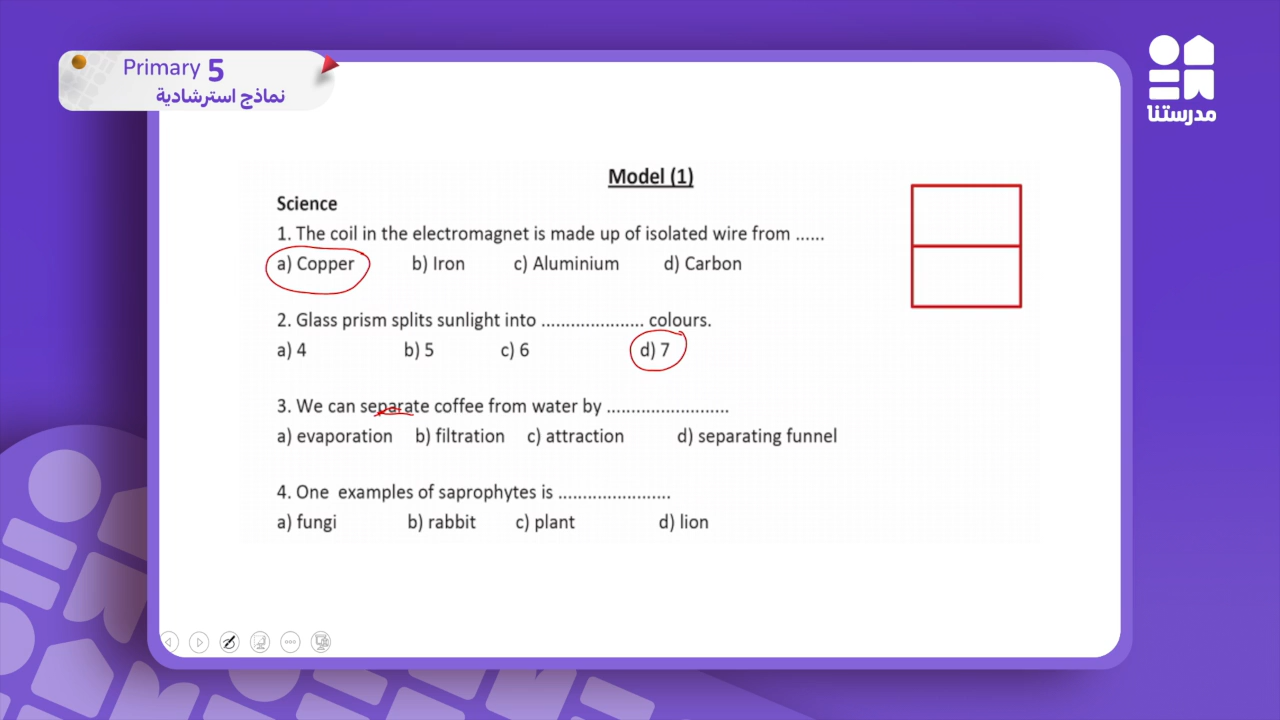 Primary 5
نماذج استرشادية
مدرستنا
Model (1)
Science
1. The coil in the electromagnet is made up of isolated wire from ......
a) Copper b) Iron c) Aluminium d) Carbon
2. Glass prism splits sunlight into ..................... colours.
a) 4 b) 5 c) 6 d) 7
3. We can separate coffee from water by .........................
a) evaporation b) filtration c) attraction d) separating funnel
4. One examples of saprophytes is .......................
a) fungi b) rabbit c) plant d) lion